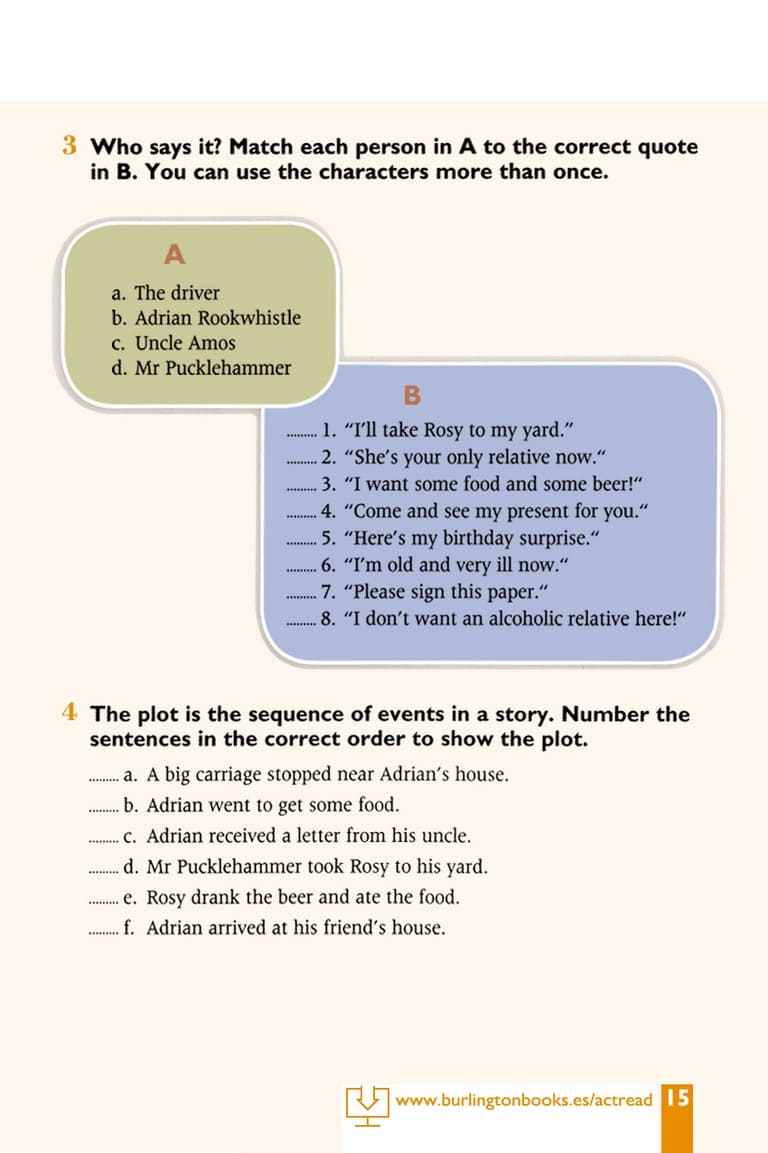 3 Who says it? Match each person in A to the correct quote
in B. You can use the characters more than once.
A
a. The driver
b. Adrian Rookwhistle
c. Uncle Amos
d. Mr Pucklehammer
B
......... 1. “I’ll take Rosy to my yard.”
......... 2. “She’s your only relative now.“
......... 3. “I want some food and some beer!“
......... 4. “Come and see my present for you.“
......... 5. “Here’s my birthday surprise.“
......... 6. “I’m old and very ill now.“
......... 7. “Please sign this paper.“
......... 8. “I don’t want an alcoholic relative here!“
4 The plot is the sequence of events in a story. Number the
sentences in the correct order to show the plot.
......... a. A big carriage stopped near Adrian’s house.
......... b. Adrian went to get some food.
......... c. Adrian received a letter from his uncle.
......... d. Mr Pucklehammer took Rosy to his yard.
......... e. Rosy drank the beer and ate the food.
......... f. Adrian arrived at his friend’s house.
www.burlingtonbooks.es/actread 15